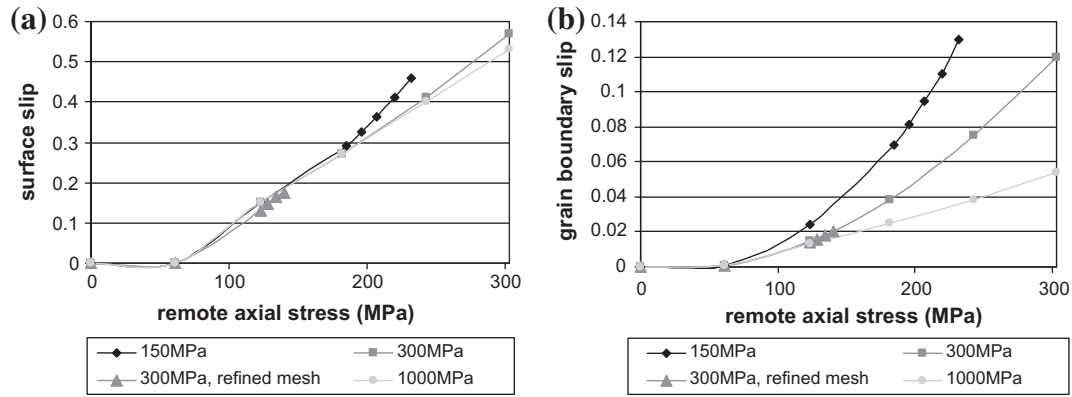 (a)
surface slip
0.6
0.5
0.4
0.3
0.2
0.1
0
0
100
200
300
remote axial stress (MPa)
150MPa
300MPa
300MPa, refined mesh
1000MPa
(b)
grain boundary slip
0.14
0.12
0.1
0.08
0.06
0.04
0.02
0
0
100
200
300
remote axial stress (MPa)
150MPa
300MPa
300MPa, refined mesh
1000MPa